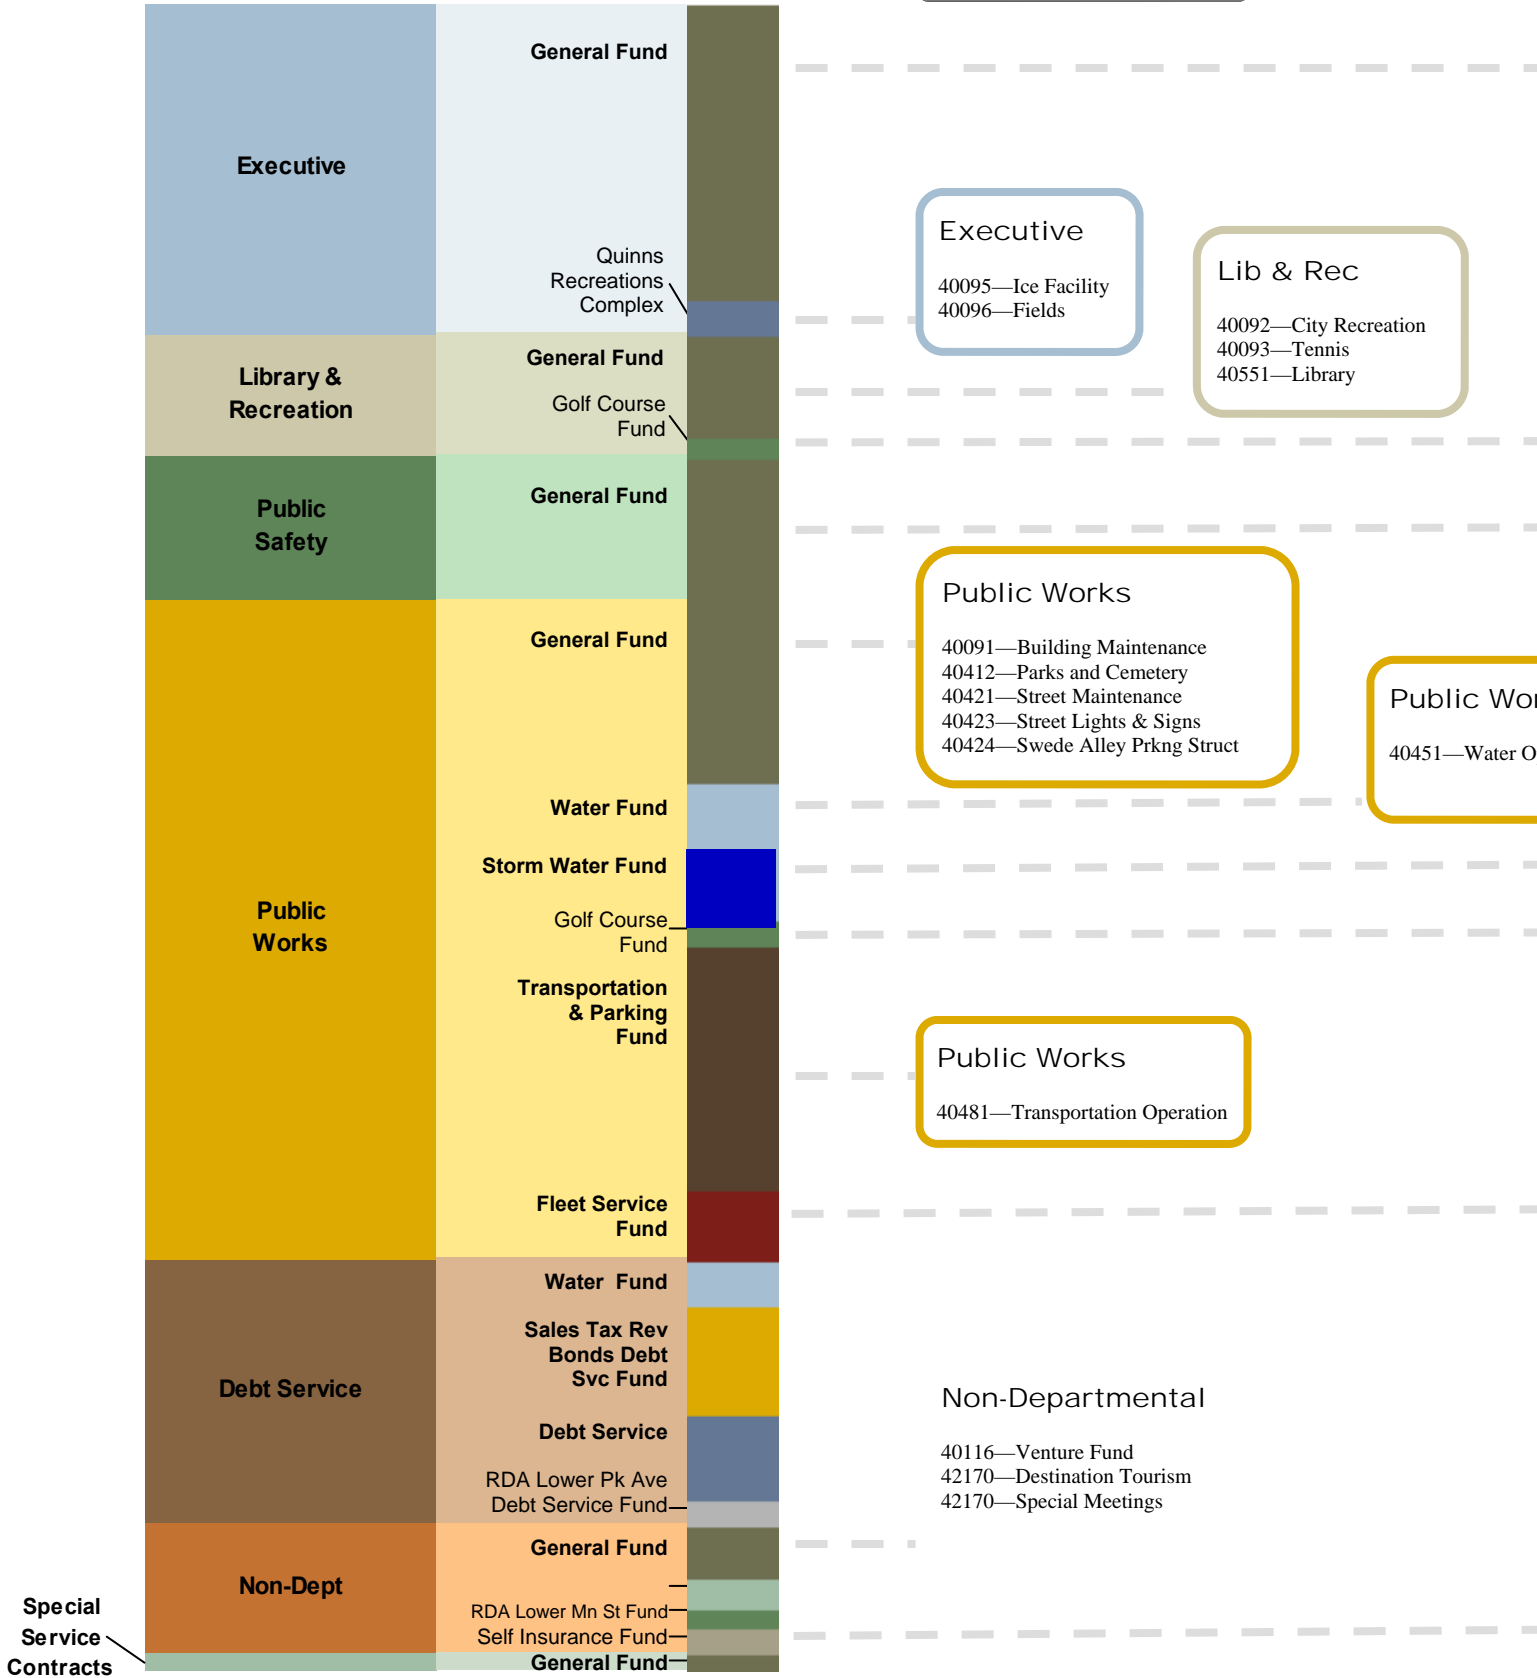 Executive
Library &
Recreation
Public
Safety
Public
Works
Debt Service
Non-Dept
Special
Service
Contracts
General Fund
Quinns
Recreations
Complex
General Fund
Golf Course
Fund
General Fund
General Fund
Water Fund
Storm Water Fund
Golf Course
Fund
Transportation
& Parking
Fund
Fleet Service
Fund
Water Fund
Sales Tax Rev
Bonds Debt
Svc Fund
Debt Service
RDA Lower Pk Ave
Debt Service Fund
General Fund
RDA Lower Mn St Fund
Self Insurance Fund
General Fund
Executive
40095—Ice Facility
40096—Fields
Lib & Rec
40092—City Recreation
40093—Tennis
40551—Library
Public Works
40091—Building Maintenance
40412—Parks and Cemetery
40421—Street Maintenance
40423—Street Lights & Signs
40424—Swede Alley Prkng Struct
Public
40451—Water
Public Works
40481—Transportation Operation
Non-Departmental
40116—Venture Fund
42170—Destination Tourism
42170—Special Meetings